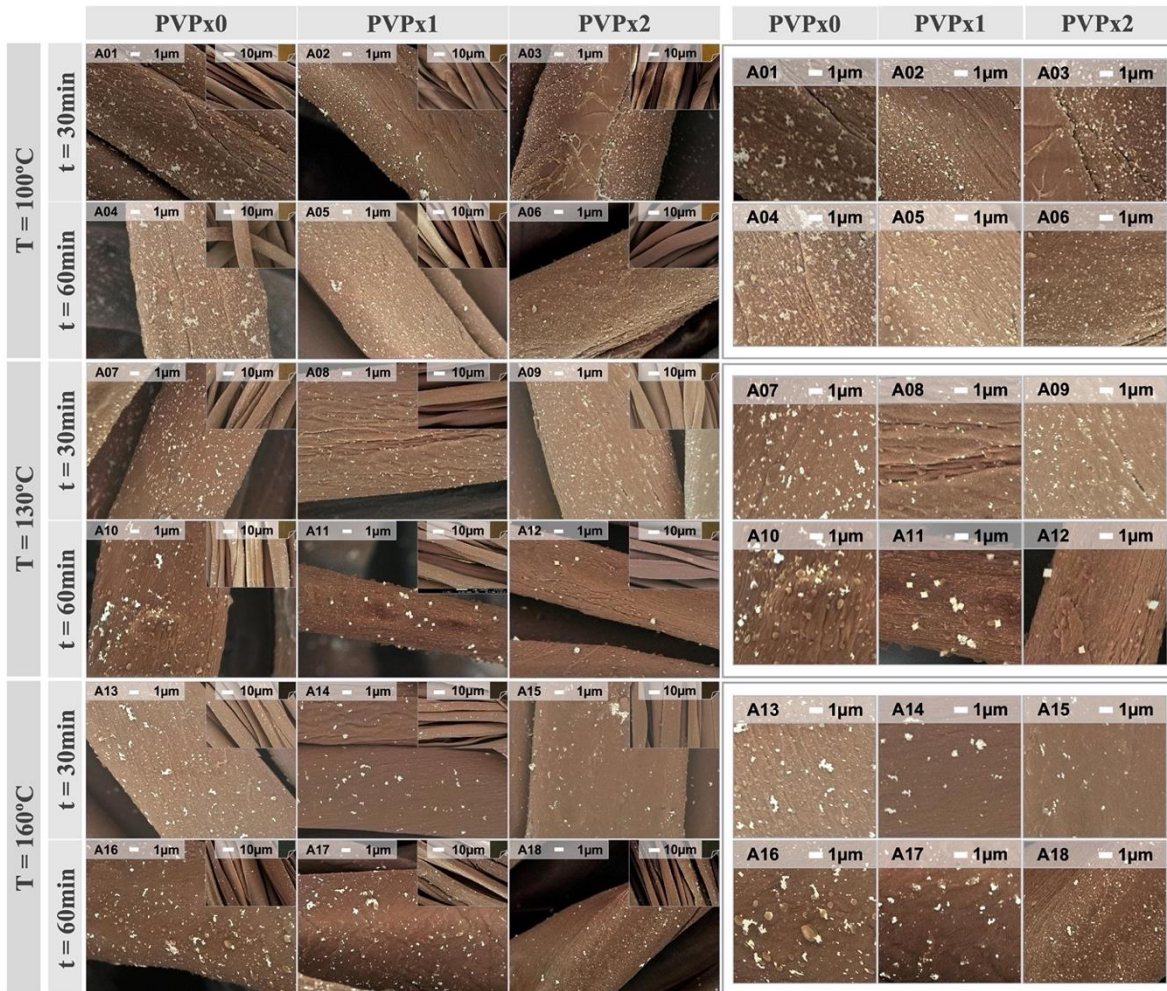 PVPx0 PVPx1 PVPx2 PVPx0 PVPx1 PVPx2
T = 100ºC
t = 30min
A01 1µm 10µm A02 1µm 10µm A03 1µm 10µm
A01 1µm A02 1µm A03 1µm
t = 60min
A04 1µm 10µm A05 1µm 10µm A06 1µm 10µm
A04 1µm A05 1µm A06 1µm
T = 130ºC
t = 30min
A07 1µm 10µm A08 1µm 10µm A09 1µm 10µm
A07 1µm A08 1µm A09 1µm
t = 60min
A10 1µm 10µm A11 1µm 10µm A12 1µm 10µm
A10 1µm A11 1µm A12 1µm
T = 160ºC
t = 30min
A13 1µm 10µm A14 1µm 10µm A15 1µm 10µm
A13 1µm A14 1µm A15 1µm
t = 60min
A16 1µm 10µm A17 1µm 10µm A18 1µm 10µm
A16 1µm A17 1µm A18 1µm